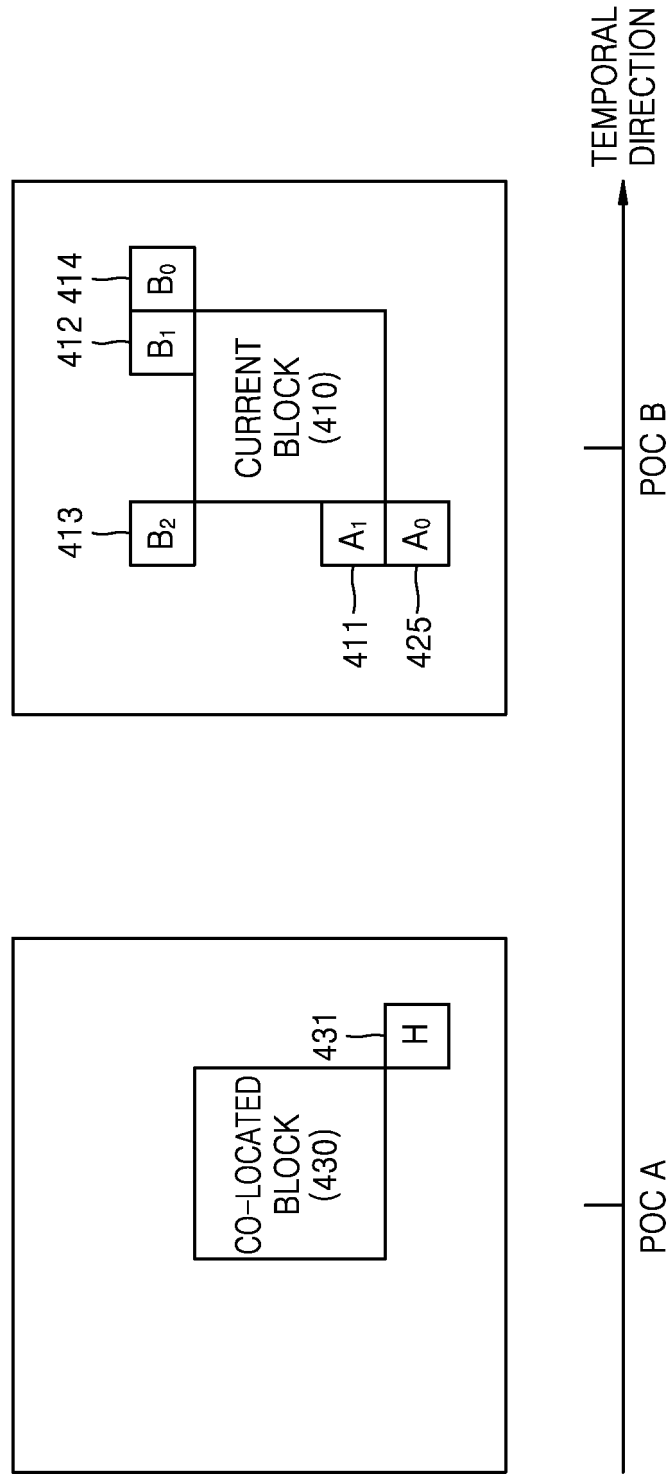 CO-LOCATED
BLOCK
(430)
431
H
413
B2
412
B1
414
B0
CURRENT
BLOCK
(410)
411
A1
425
A0
POC A
POC B
TEMPORAL
DIRECTION